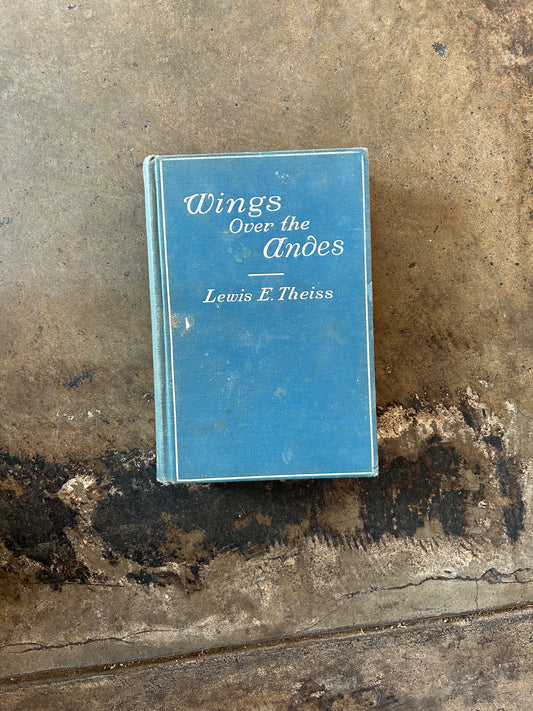 Wings
Over the
Andes
Lewis E. Theiss